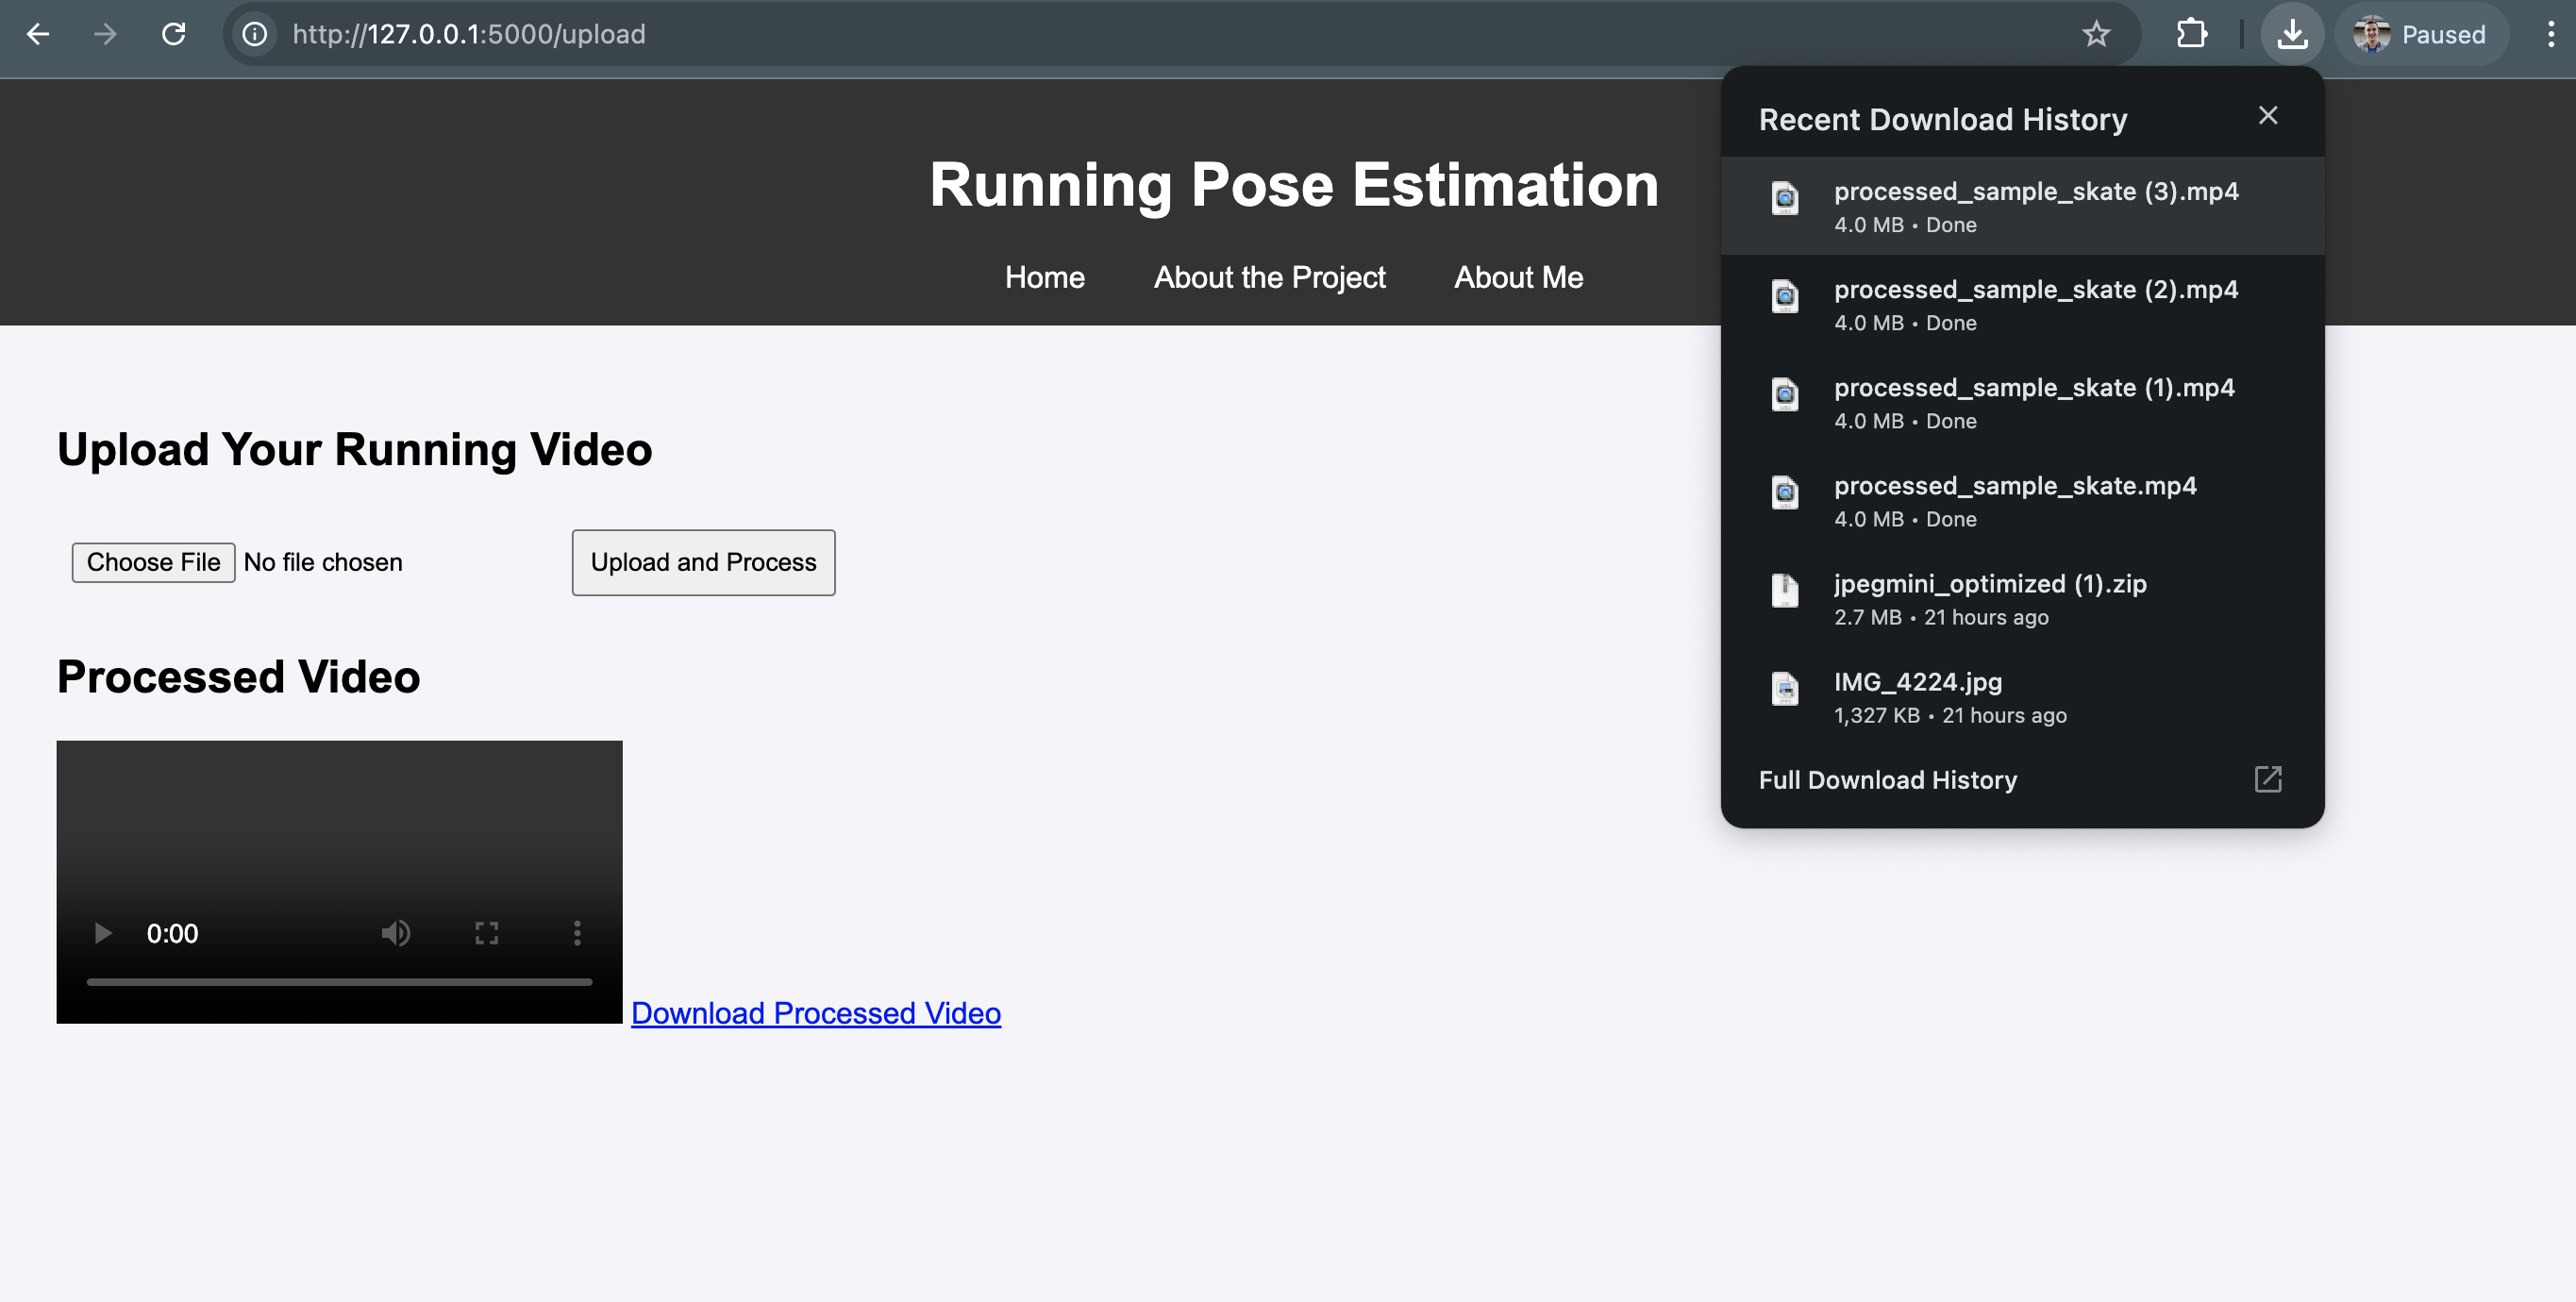 http://127.0.0.1:5000/upload
Paused
Running Pose Estimation
Home About the Project About Me
Recent Download History
processed_sample_skate (3).mp4
4.0 MB • Done
processed_sample_skate (2).mp4
4.0 MB • Done
processed_sample_skate (1).mp4
4.0 MB • Done
processed_sample_skate.mp4
4.0 MB • Done
jpegmini_optimized (1).zip
2.7 MB • 21 hours ago
IMG_4224.jpg
1,327 KB • 21 hours ago
Full Download History
Upload Your Running Video
Choose File No file chosen Upload and Process
Processed Video
0:00
Download Processed Video